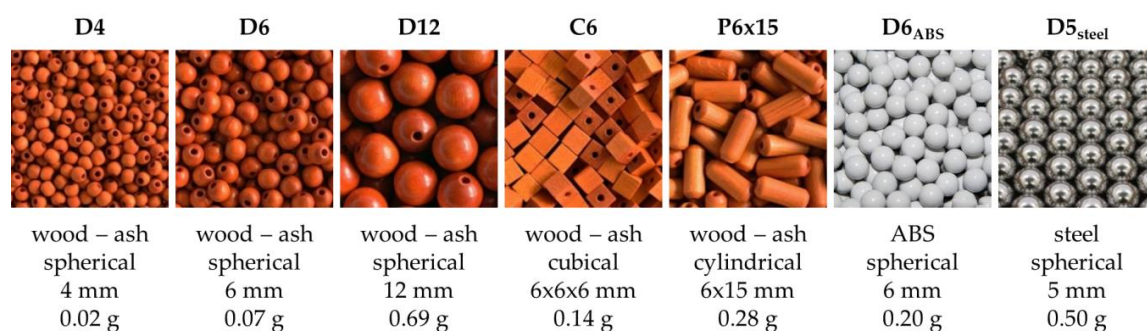 D4 D6 D12 C6 P6x15 D6ABS D5steel
wood – ash wood – ash wood – ash wood – ash wood – ash ABS steel
spherical spherical spherical cubical cylindrical spherical spherical
4 mm 6 mm 12 mm 6x6x6 mm 6x15 mm 6 mm 5 mm
0.02 g 0.07 g 0.69 g 0.14 g 0.28 g 0.20 g 0.50 g